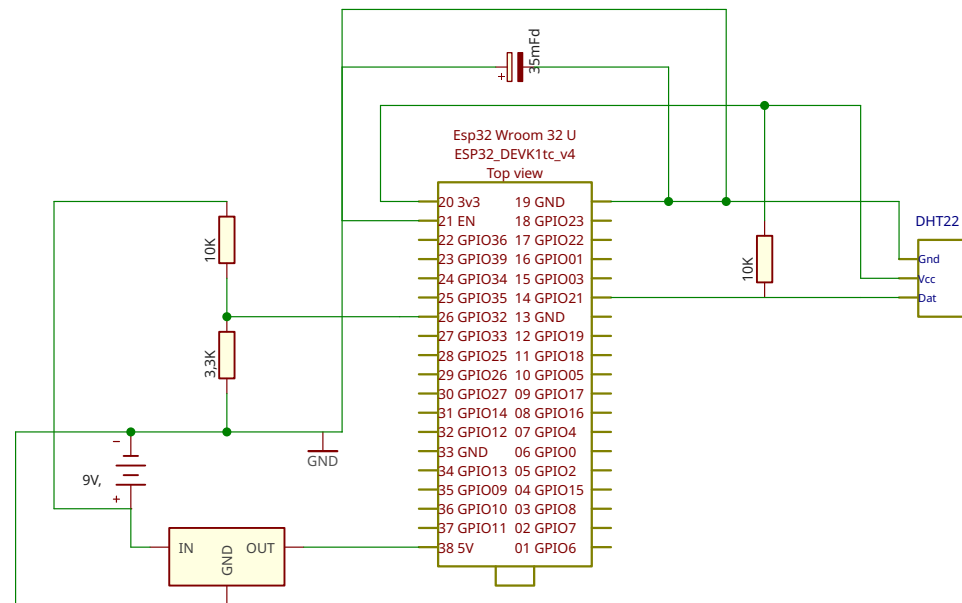 35mFd
+
Esp32 Wroom 32 U
ESP32_DEVK1tc_v4
Top view
20 3v3 19 GND
21 EN 18 GPIO23
22 GPIO36 17 GPIO22
23 GPIO39 16 GPIO01
24 GPIO34 15 GPIO03
25 GPIO35 14 GPIO21
26 GPIO32 13 GND
27 GPIO33 12 GPIO19
28 GPIO25 11 GPIO18
29 GPIO26 10 GPIO05
30 GPIO27 09 GPIO17
31 GPIO14 08 GPIO16
32 GPIO12 07 GPIO4
33 GND 06 GPIO0
34 GPIO13 05 GPIO2
35 GPIO09 04 GPIO15
36 GPIO10 03 GPIO8
37 GPIO11 02 GPIO7
38 5V 01 GPIO6
DHT22
Gnd
Vcc
Dat
10K
10K
3,3K
−
9V,
+
GND
IN OUT
GND